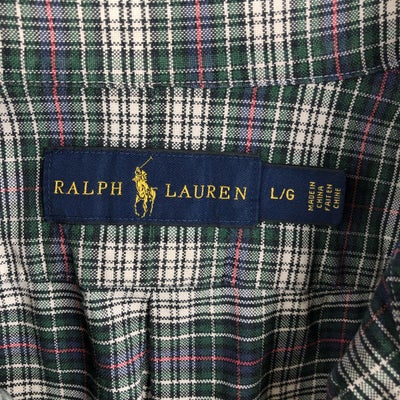 RALPH LAUREN
L/G
MADE IN
CHINA
FAIT EN
CHINE